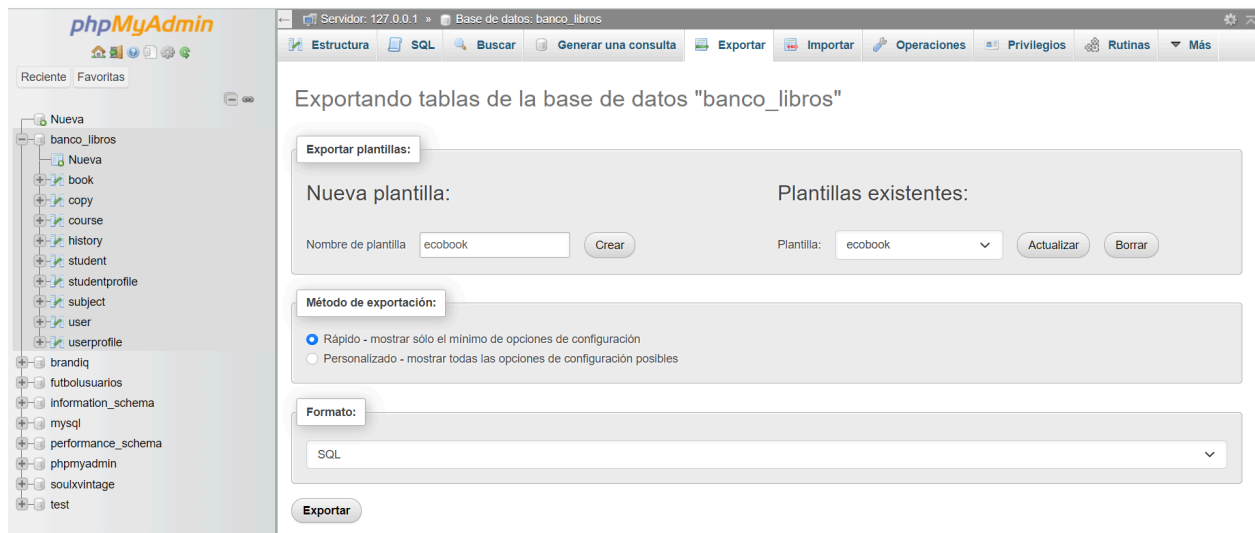 phpMyAdmin
Reciente Favoritas
Nueva
banco_libros
Nueva
book
copy
course
history
student
studentprofile
subject
user
userprofile
brandiq
futbolusuarios
information_schema
mysql
performance_schema
phpmyadmin
soulxvintage
test
Servidor: 127.0.0.1 » Base de datos: banco_libros
Estructura SQL Buscar Generar una consulta Exportar Importar Operaciones Privilegios Rutinas Más
Exportando tablas de la base de datos "banco_libros"
Exportar plantillas:
Nueva plantilla: Plantillas existentes:
Nombre de plantilla ecobook Crear Plantilla: ecobook Actualizar Borrar
Método de exportación:
Rápido - mostrar sólo el mínimo de opciones de configuración
Personalizado - mostrar todas las opciones de configuración posibles
Formato:
SQL
Exportar